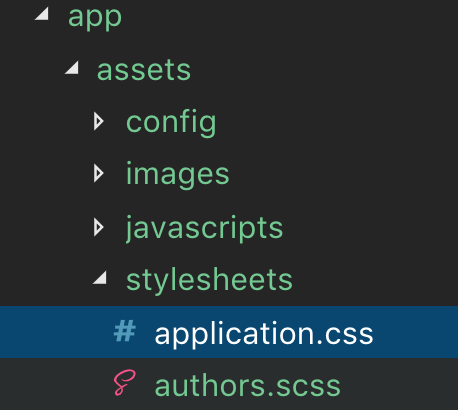 app
assets
config
images
javascripts
stylesheets
# application.css
authors.scss